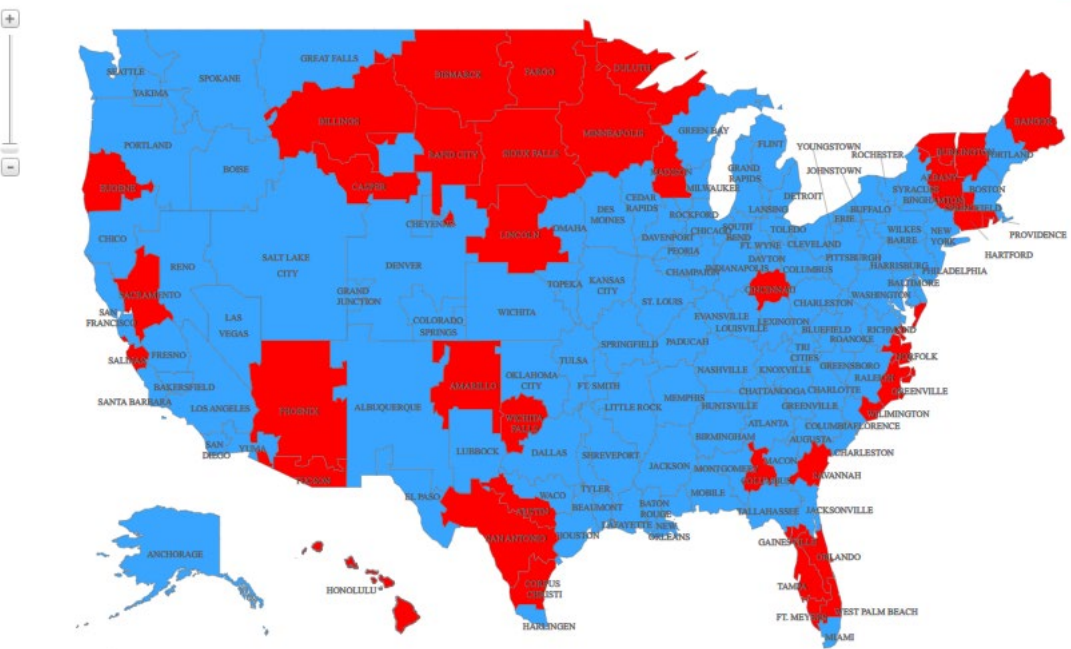 +
GREAT FALLS
SEATTLE
SPOKANE
BISMARCK
FARGO
DULUTH
YAKIMA
BILLINGS
MINNEAPOLIS
GREEN BAY
BANGOR
PORTLAND
FLINT
YOUNGSTOWN
ROCHESTER
BURLINGTON
PORTLAND
BOISE
RAPID CITY
SIOUX FALLS
MADISON
GRAND
RAPIDS
JOHNSTOWN
ALBANY
EUGENE
CASPER
MILWAUKEE
DETROIT
SYRACUSE
BOSTON
CEDAR
RAPIDS
LANSING
BINGHAMTON
DES
MOINES
ROCKFORD
BUFFALO
ERIE
CHEYENNE
LINCOLN
OMAHA
CHICAGO
SOUTH
BEND
TOLEDO
WILKES
BARRE
NEW
YORK
PROVIDENCE
CHICO
DAVENPORT
FT. WYNE
CLEVELAND
HARTFORD
SALT LAKE
CITY
PEORIA
DAYTON
PITTSBURGH
RENO
DENVER
CHAMPAIGN
INDIANAPOLIS
COLUMBUS
HARRISBURG
PHILADELPHIA
TOPEKA
KANSAS
CITY
BALTIMORE
SACRAMENTO
GRAND
JUNCTION
CINCINNATI
WASHINGTON
ST. LOUIS
CHARLESTON
SAN
FRANCISCO
LAS
VEGAS
COLORADO
SPRINGS
WICHITA
EVANSVILLE
LOUISVILLE
LEXINGTON
BLUEFIELD
RICHMOND
ROANOKE
SPRINGFIELD
PADUCAH
SALINAS
FRESNO
TRI
CITIES
NORFOLK
TULSA
NASHVILLE
KNOXVILLE
GREENSBORO
RALEIGH
BAKERSFIELD
AMARILLO
OKLAHOMA
CITY
FT. SMITH
CHATTANOOGA
CHARLOTTE
GREENVILLE
SANTA BARBARA
LOS ANGELES
PHOENIX
ALBUQUERQUE
LITTLE ROCK
MEMPHIS
HUNTSVILLE
GREENVILLE
WILMINGTON
WICHITA
FALLS
ATLANTA
COLUMBIA
FLORENCE
SAN
DIEGO
YUMA
BIRMINGHAM
AUGUSTA
LUBBOCK
DALLAS
SHREVEPORT
CHARLESTON
JACKSON
MONTGOMERY
MACON
SAVANNAH
TUCSON
COLUMBUS
EL PASO
WACO
TYLER
MOBILE
BEAUMONT
BATON
ROUGE
TALLAHASSEE
JACKSONVILLE
AUSTIN
LAFAYETTE
NEW
ORLEANS
SAN ANTONIO
HOUSTON
GAINESVILLE
ANCHORAGE
ORLANDO
CORPUS
CHRISTI
HONOLULU
TAMPA
WEST PALM BEACH
FT. MEYERS
HARLINGEN
MIAMI